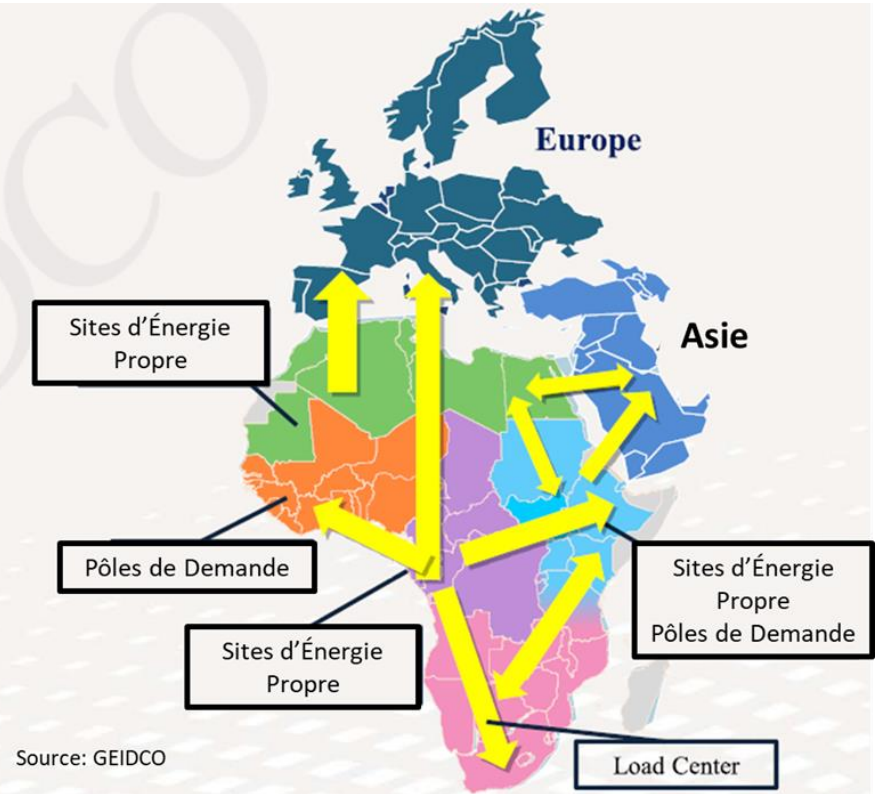 Europe
Asie
Sites d'Énergie
Propre
Pôles de Demande
Sites d'Énergie
Propre
Sites d'Énergie
Propre
Pôles de Demande
Load Center
Source: GEIDCO